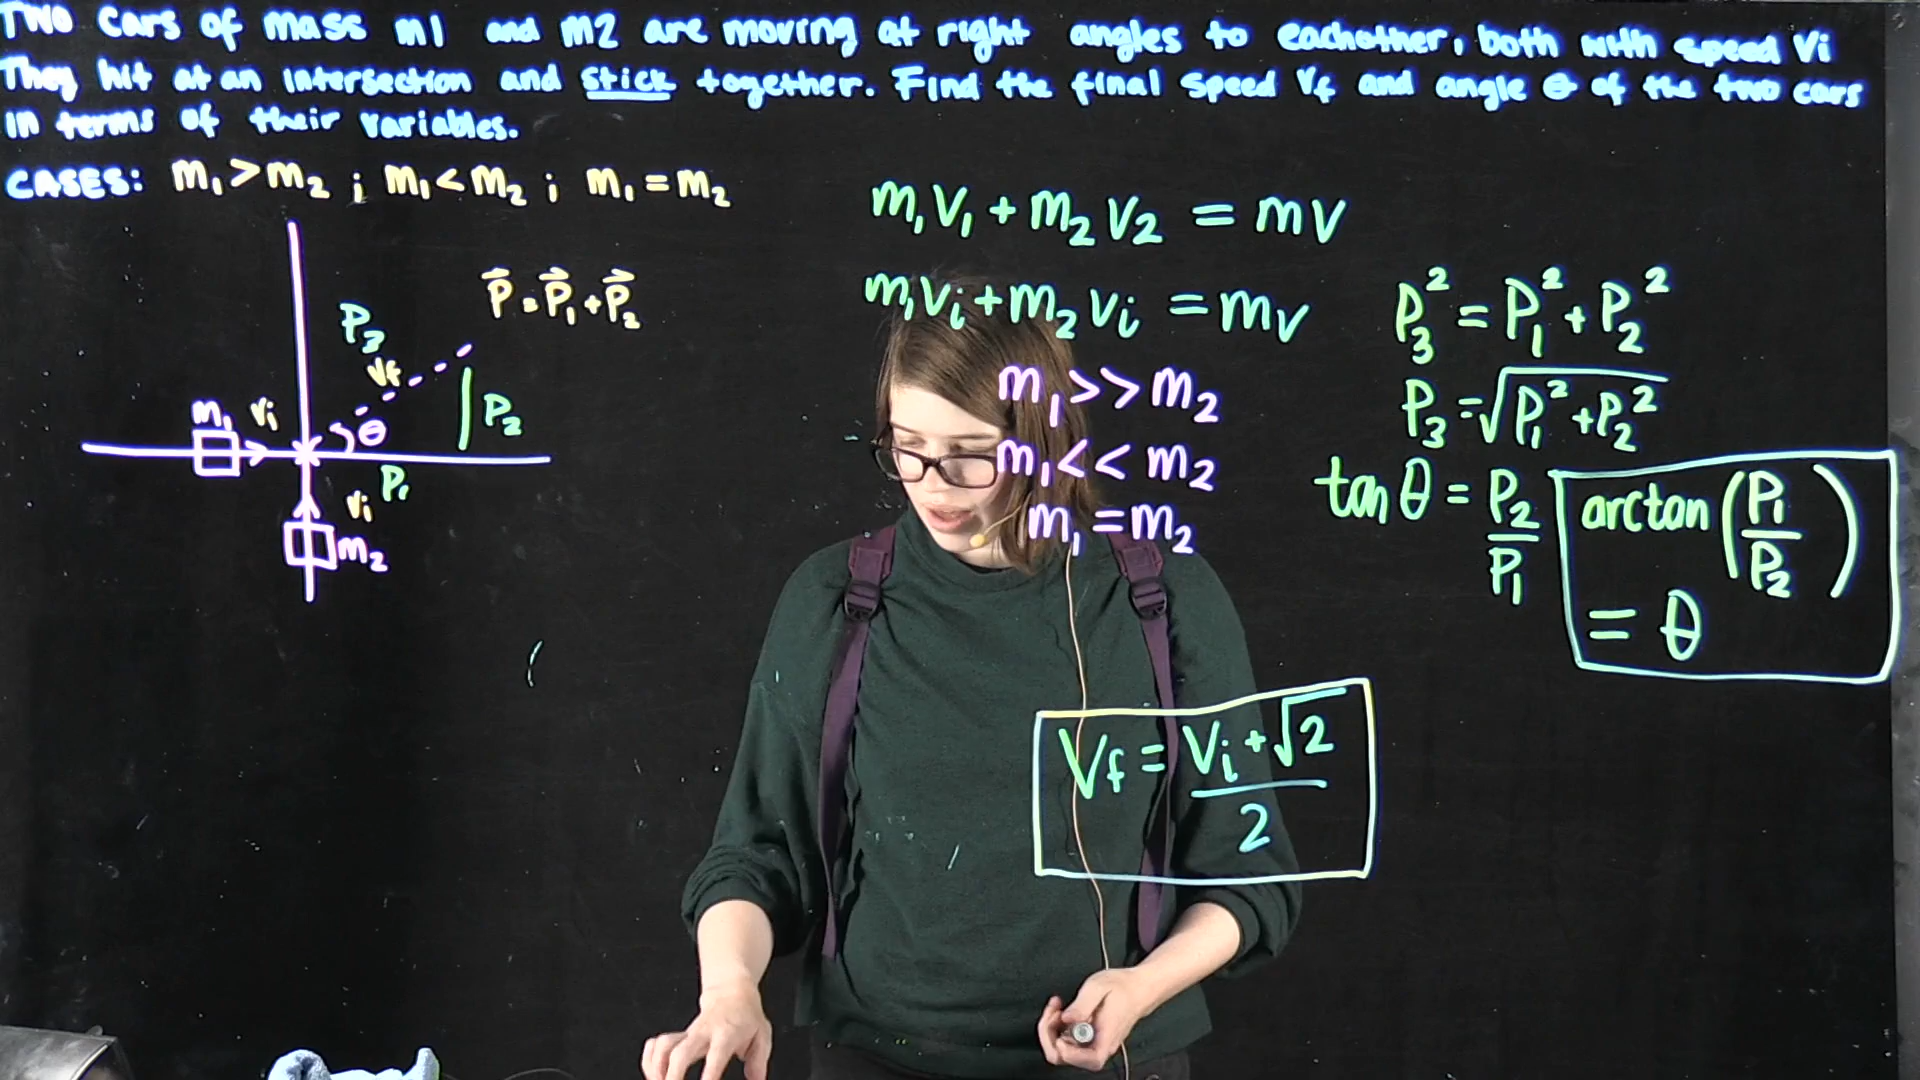 Two cars of mass m1 and m2 are moving at right angles to eachother, both with speed Vi
They hit at an intersection and stick together. Find the final speed Vf and angle θ of the two cars
in terms of their variables.
CASES: m₁ > m₂ ; m₁ < m₂ ; m₁ = m₂
m₁V₁ + m₂V₂ = mV
P⃗ = P⃗₁ + P⃗₂
m₁Vi + m₂Vi = mV
P₃² = P₁² + P₂²
P₃
Vf
m₁ >> m₂
P₃ = √P₁² + P₂²
m₁ Vi
θ
P₂
m₁ << m₂
tan θ = P₂/P₁
arctan (P₁/P₂)
= θ
P₁
Vi
m₁ = m₂
m₂
Vf = Vi + √2 / 2